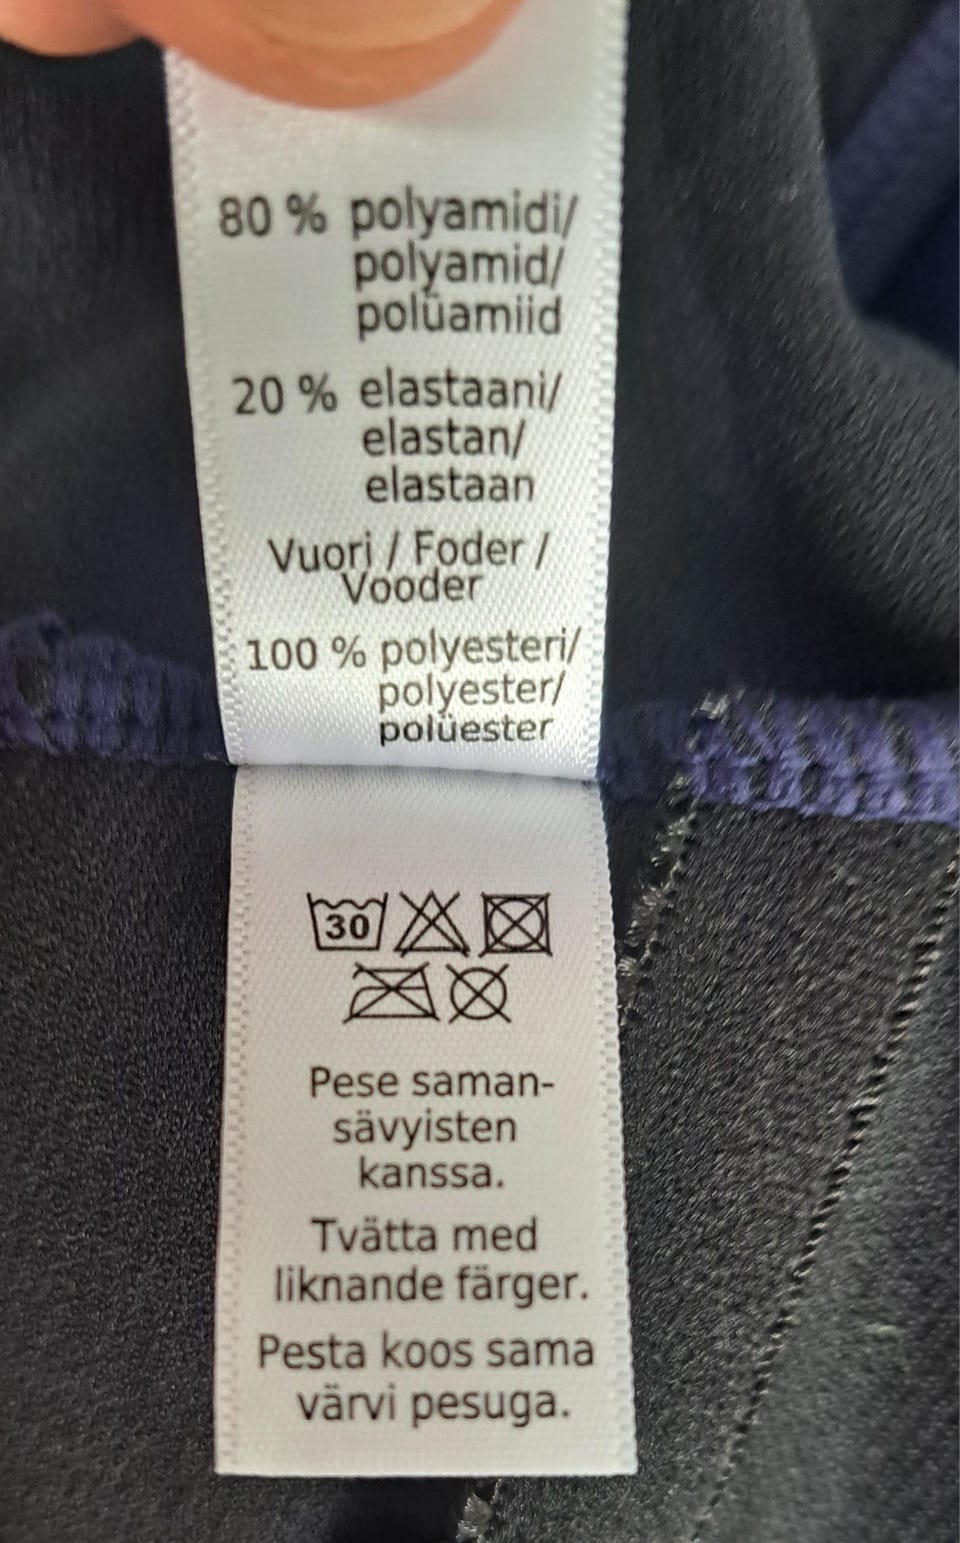 80 % polyamidi/
polyamid/
polüamiid
20 % elastaani/
elastan/
elastaan
Vuori / Foder /
Vooder
100 % polyesteri/
polyester/
polüester
30
Pese saman-
sävyisten
kanssa.
Tvätta med
liknande färger.
Pesta koos sama
värvi pesuga.